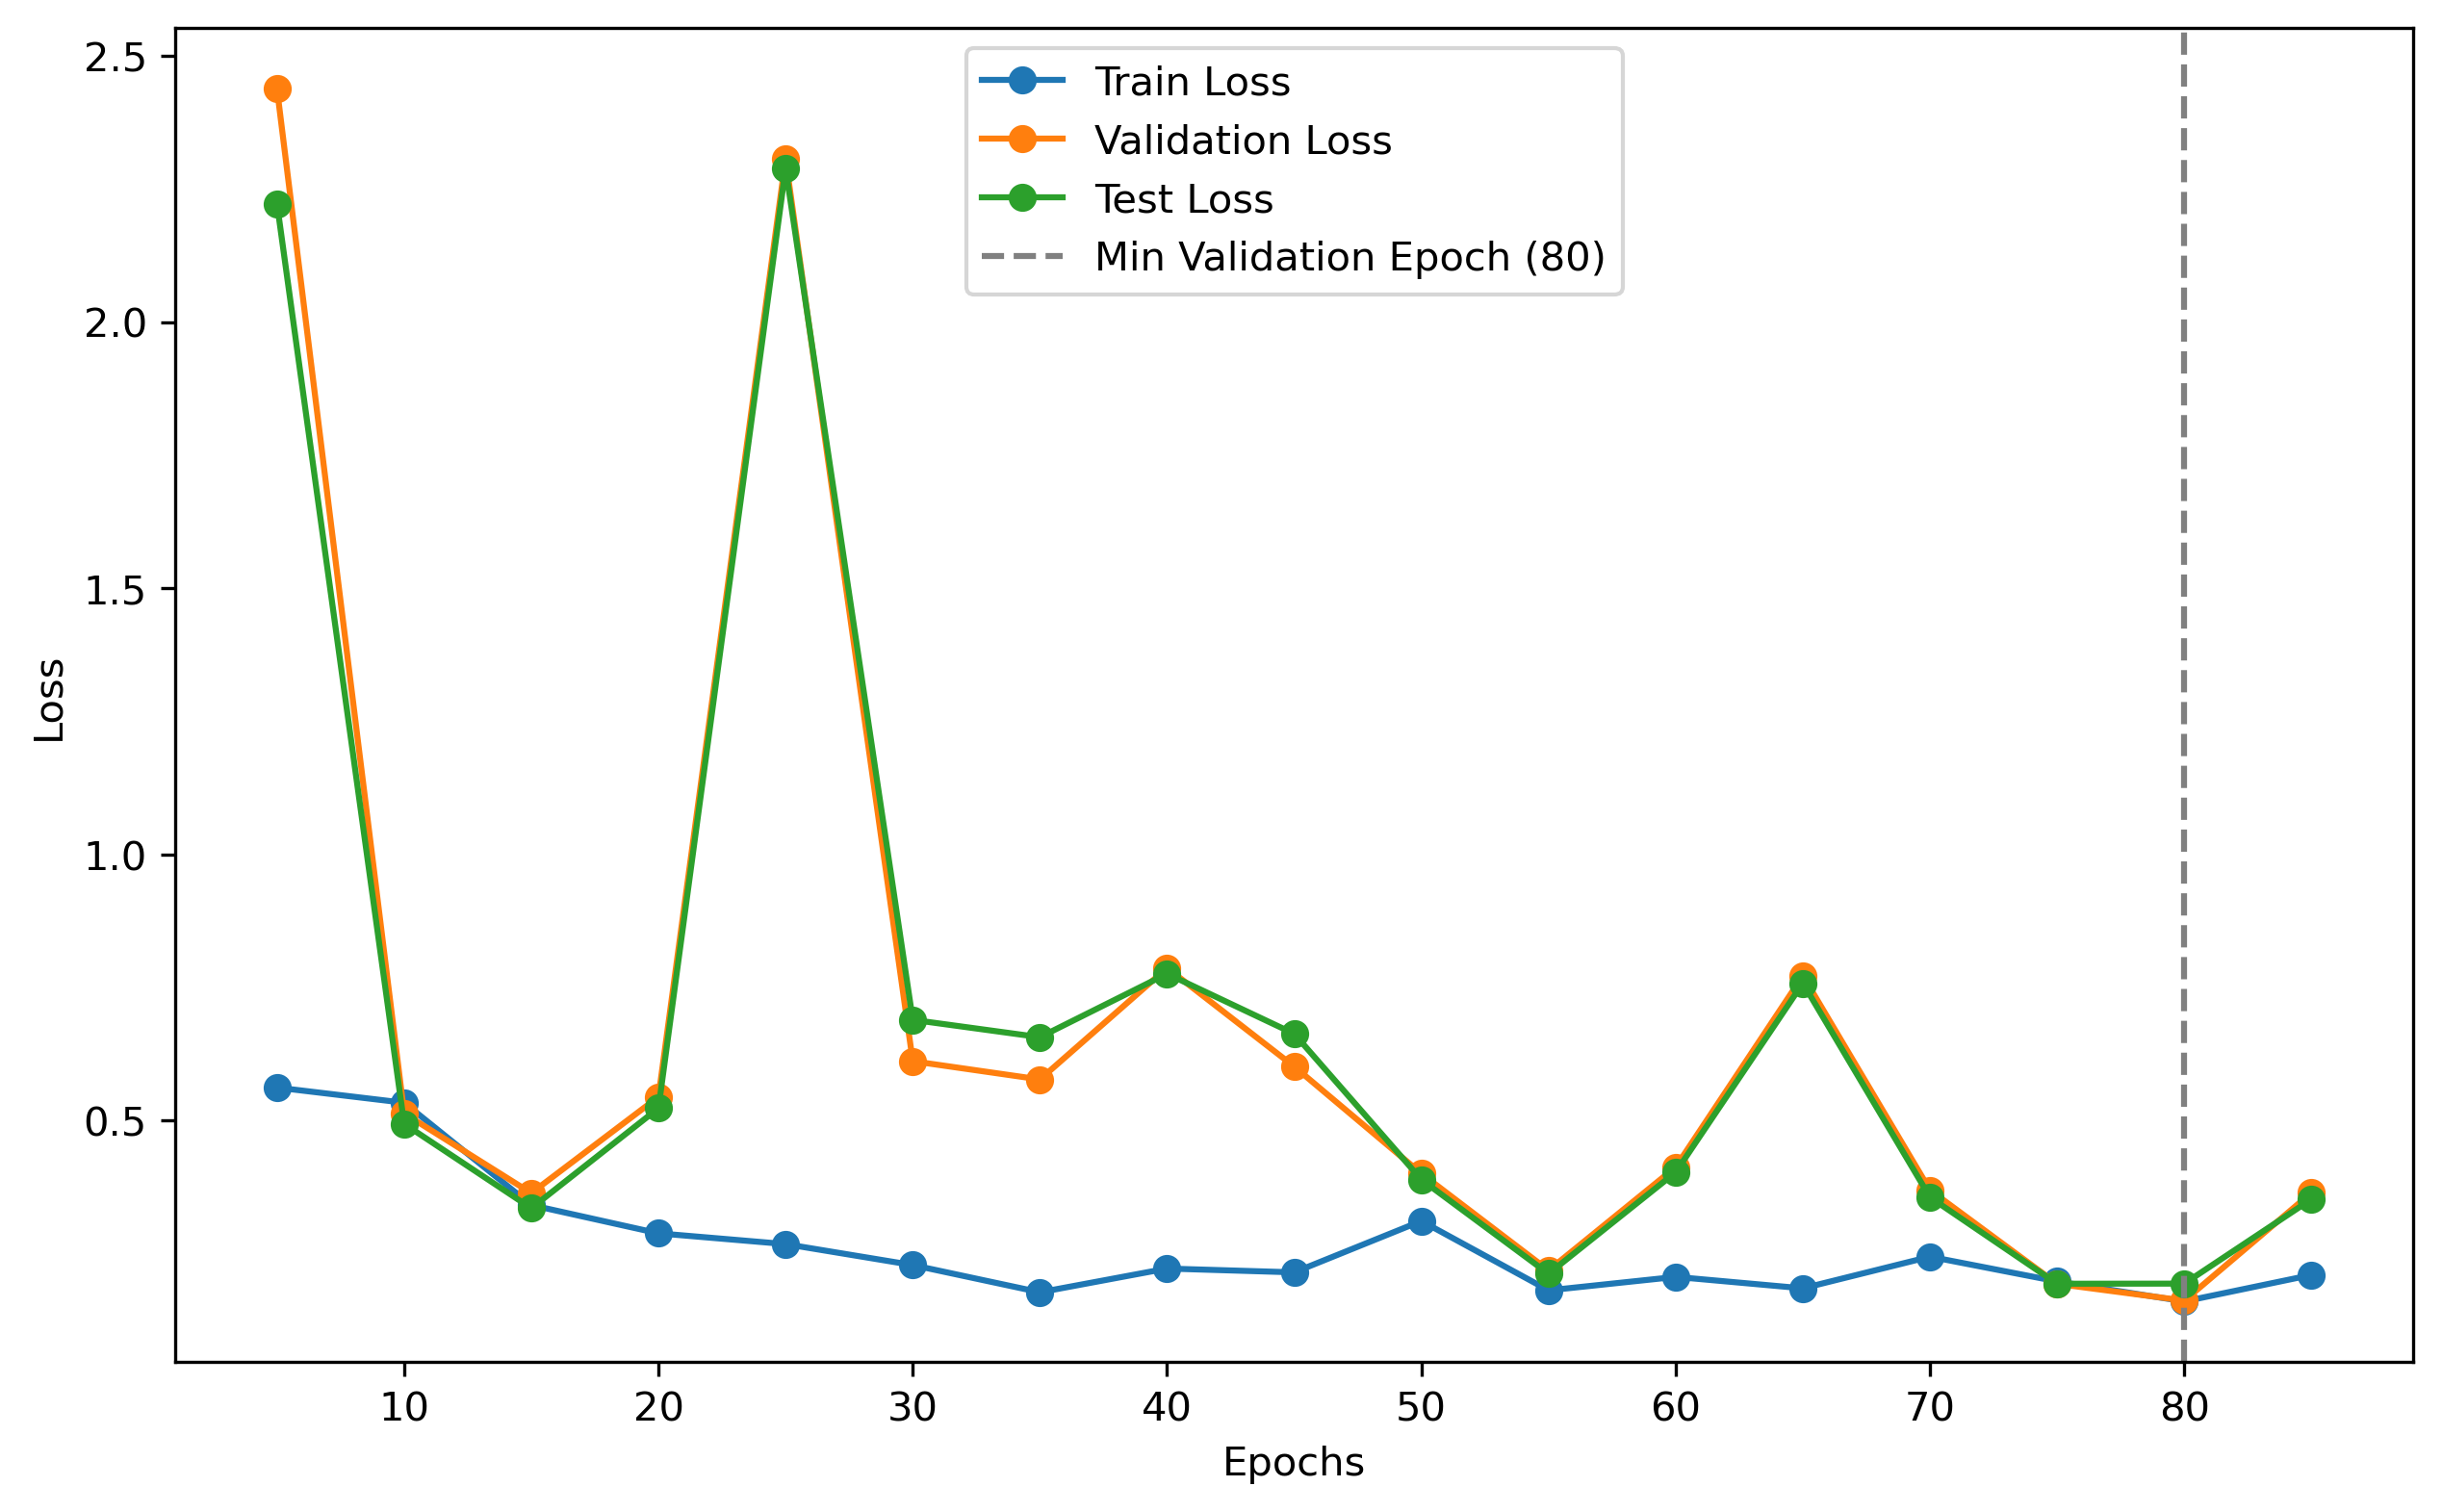 2.5
2.0
1.5
1.0
0.5
Loss
Train Loss
Validation Loss
Test Loss
Min Validation Epoch (80)
10 20 30 40 50 60 70 80
Epochs